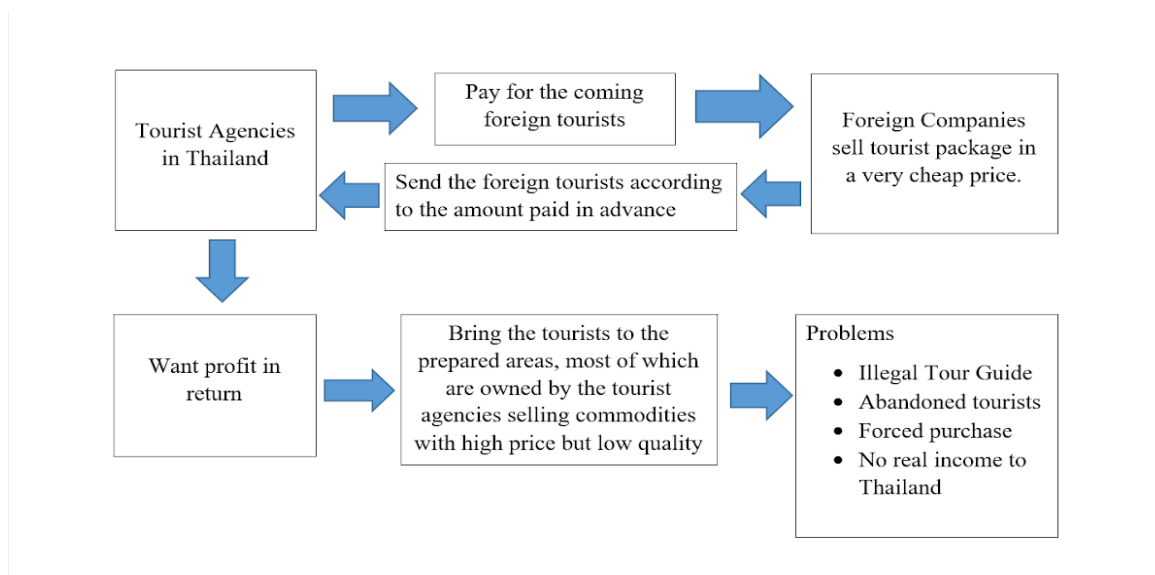 Tourist Agencies
in Thailand
Pay for the coming
foreign tourists
Foreign Companies
sell tourist package in
a very cheap price.
Send the foreign tourists according
to the amount paid in advance
Want profit in
return
Bring the tourists to the
prepared areas, most of which
are owned by the tourist
agencies selling commodities
with high price but low quality
Problems
• Illegal Tour Guide
• Abandoned tourists
• Forced purchase
• No real income to
Thailand